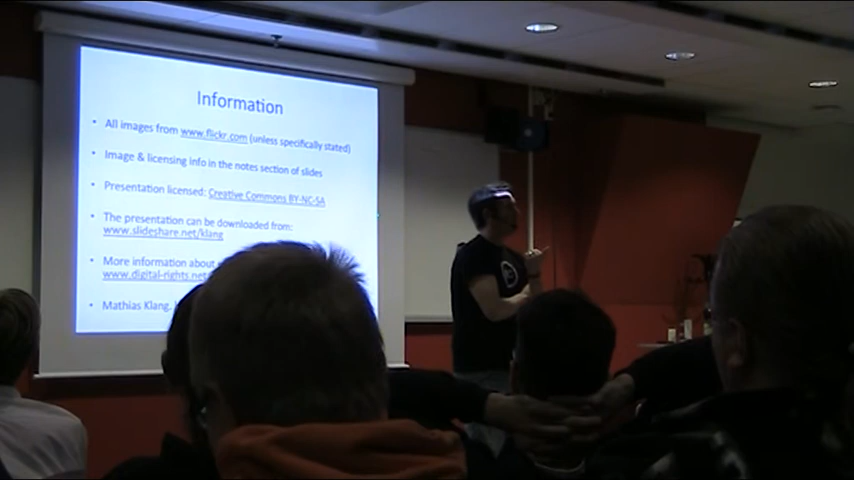 Information
• All images from www.flickr.com (unless specifically stated)
• Image & licensing info in the notes section of slides
• Presentation licensed: Creative Commons BY-NC-SA
• The presentation can be downloaded from:
www.slideshare.net/klang
• More information about
www.digital-rights.net
• Mathias Klang,